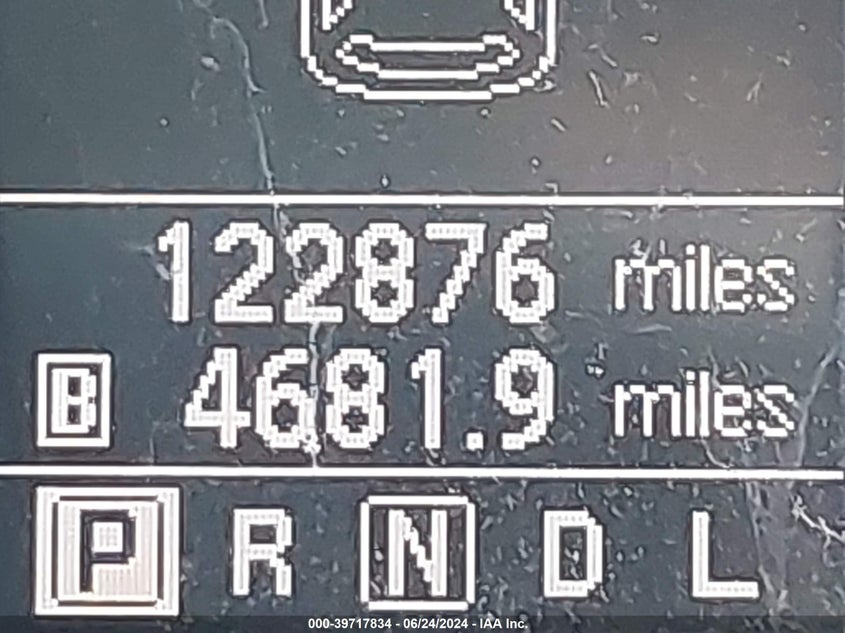 122876 miles
B 4681.9 miles
P R N D L
000-39717834 - 06/24/2024 - IAA Inc.